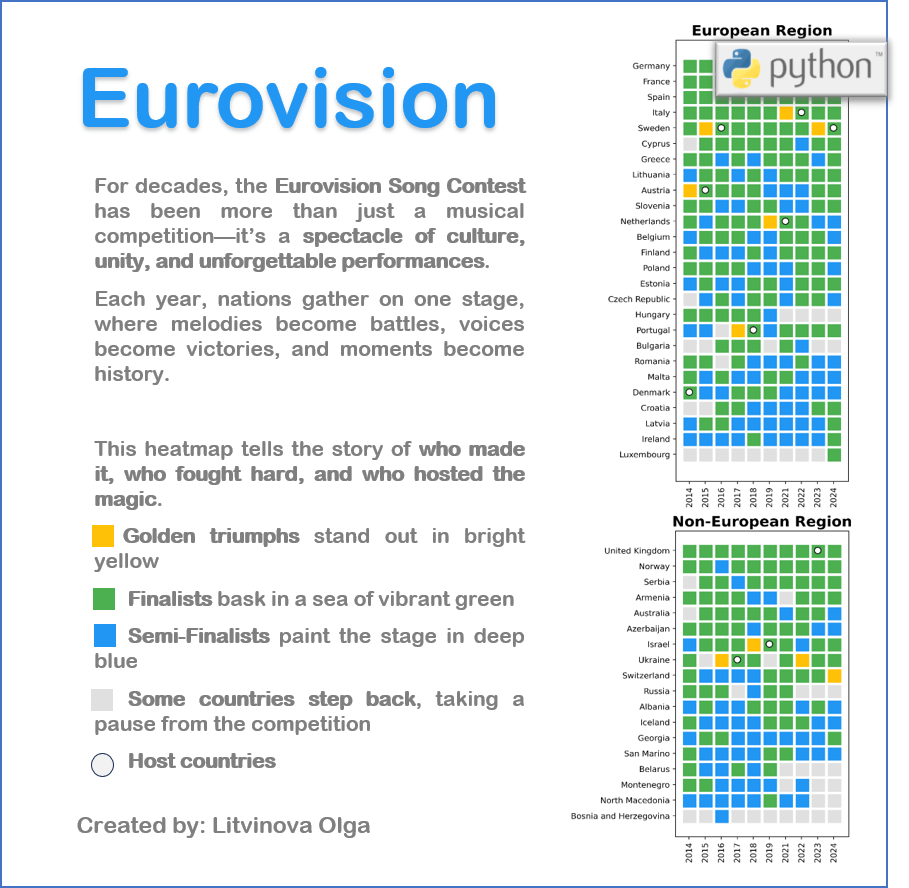 Eurovision
For decades, the Eurovision Song Contest
has been more than just a musical
competition—it's a spectacle of culture,
unity, and unforgettable performances.
Each year, nations gather on one stage,
where melodies become battles, voices
become victories, and moments become
history.
This heatmap tells the story of who made
it, who fought hard, and who hosted the
magic.
Golden triumphs stand out in bright
yellow
Finalists bask in a sea of vibrant green
Semi-Finalists paint the stage in deep
blue
Some countries step back, taking a
pause from the competition
Host countries
Created by: Litvinova Olga
European Region
python™
Germany
France
Spain
Italy
Sweden
Cyprus
Greece
Lithuania
Austria
Slovenia
Netherlands
Belgium
Finland
Poland
Estonia
Czech Republic
Hungary
Portugal
Bulgaria
Romania
Malta
Denmark
Croatia
Latvia
Ireland
Luxembourg
2014 2015 2016 2017 2018 2019 2021 2022 2023 2024
Non-European Region
United Kingdom
Norway
Serbia
Armenia
Australia
Azerbaijan
Israel
Ukraine
Switzerland
Russia
Albania
Iceland
Georgia
San Marino
Belarus
Montenegro
North Macedonia
Bosnia and Herzegovina
2014 2015 2016 2017 2018 2019 2021 2022 2023 2024